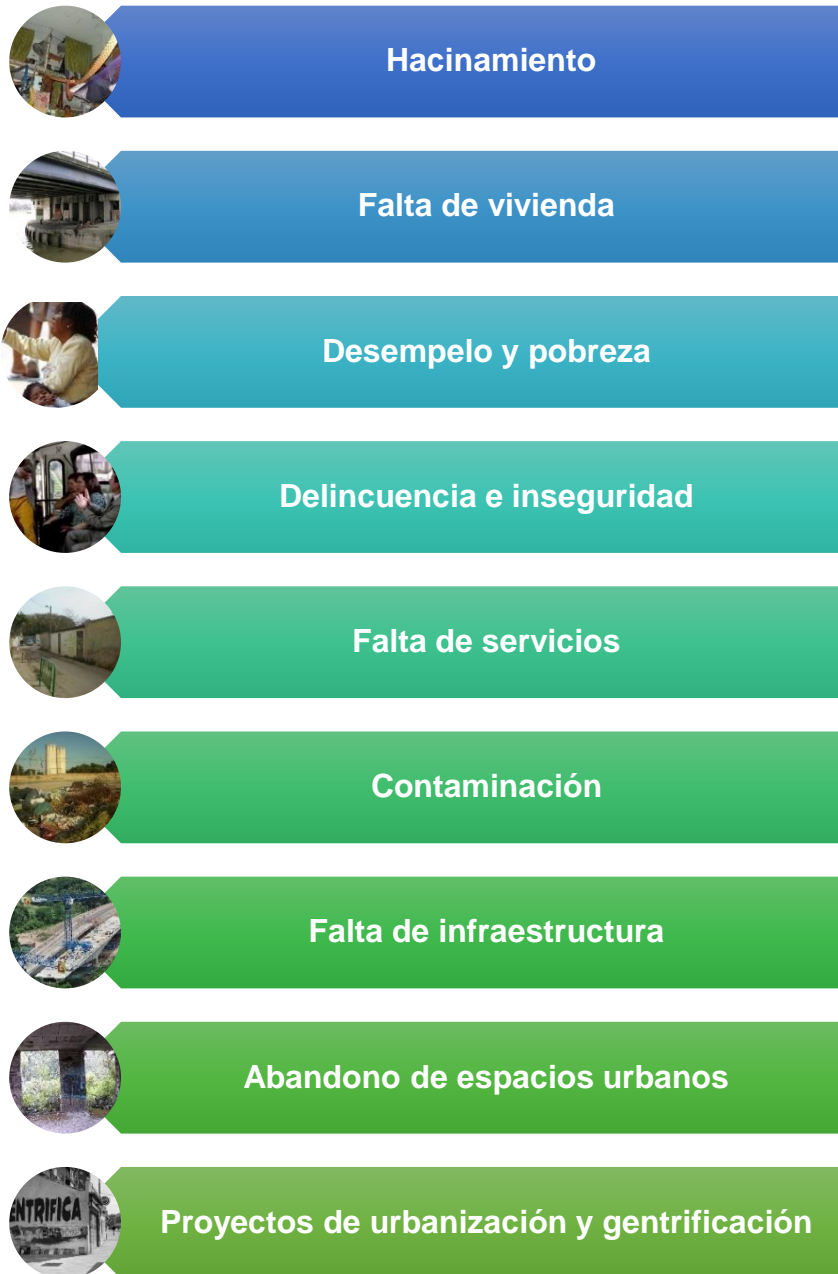 Hacinamiento
Falta de vivienda
Desempelo y pobreza
Delincuencia e inseguridad
Falta de servicios
Contaminación
Falta de infraestructura
Abandono de espacios urbanos
ENTRIFICA
Proyectos de urbanización y gentrificación